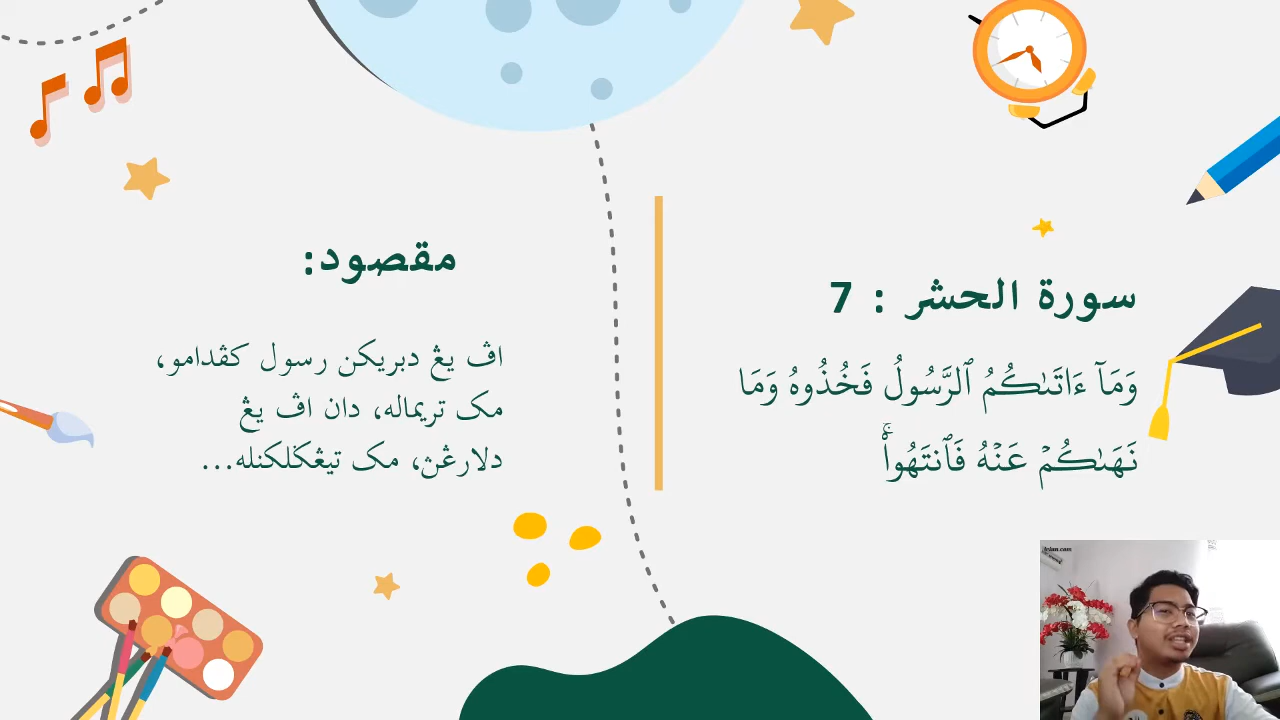 سورة الحشر : 7
وَمَآ ءَاتَىٰكُمُ ٱلرَّسُولُ فَخُذُوهُ وَمَا
نَهَىٰكُمۡ عَنۡهُ فَٱنتَهُواْۚ
مقصود:
اڤ يڠ دبريکن رسول کڤدامو،
مک تريماله، دان اڤ يڠ
دلارڠن، مک تيڠݢلکنله...